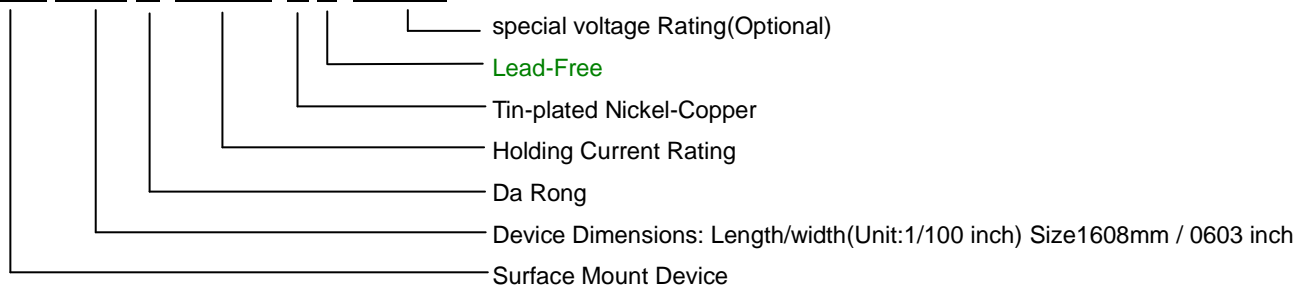 special voltage Rating(Optional)
Lead-Free
Tin-plated Nickel-Copper
Holding Current Rating
Da Rong
Device Dimensions: Length/width(Unit:1/100 inch) Size1608mm / 0603 inch
Surface Mount Device